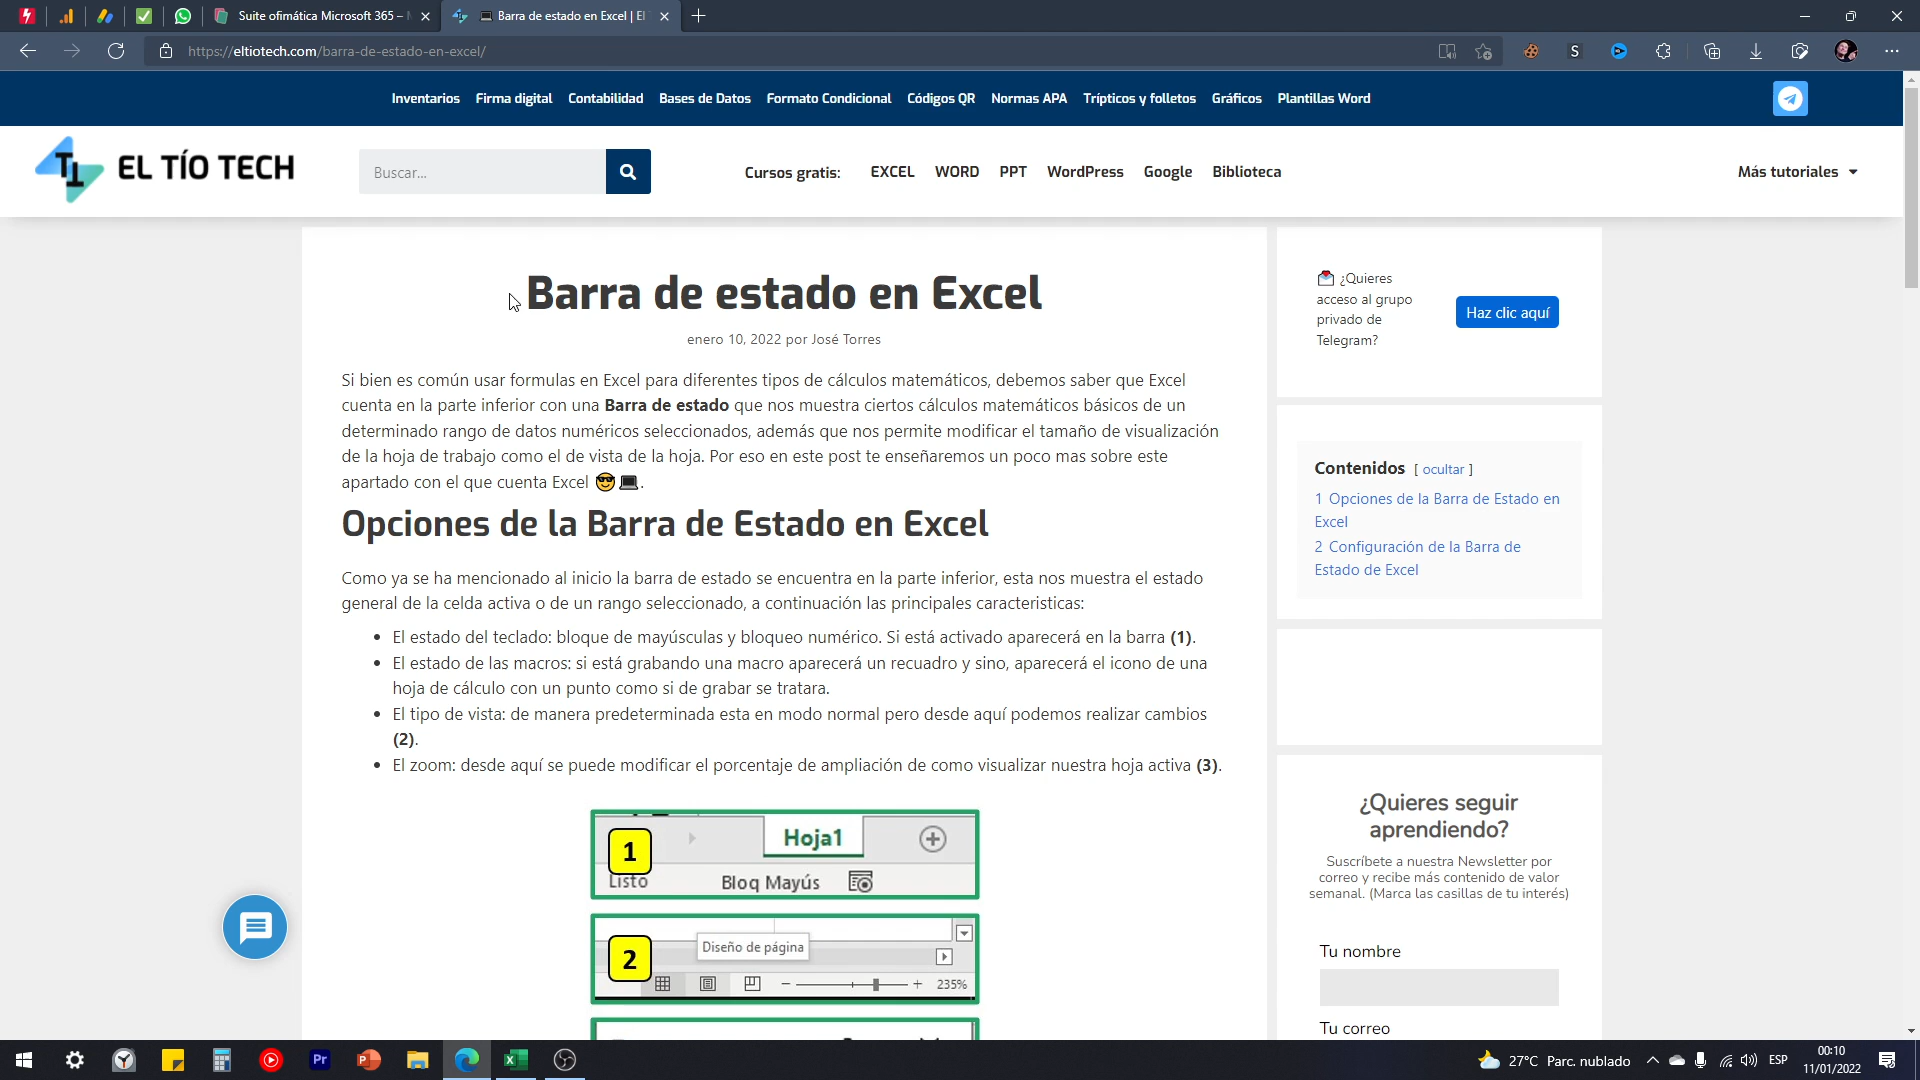 Suite ofimática Microsoft 365 –
Barra de estado en Excel | El
https://eltiotech.com/barra-de-estado-en-excel/
Inventarios Firma digital Contabilidad Bases de Datos Formato Condicional Códigos QR Normas APA Trípticos y folletos Gráficos Plantillas Word
EL TÍO TECH
Buscar...
Cursos gratis: EXCEL WORD PPT WordPress Google Biblioteca
Más tutoriales
Barra de estado en Excel
enero 10, 2022 por José Torres
Si bien es común usar formulas en Excel para diferentes tipos de cálculos matemáticos, debemos saber que Excel
cuenta en la parte inferior con una Barra de estado que nos muestra ciertos cálculos matemáticos básicos de un
determinado rango de datos numéricos seleccionados, además que nos permite modificar el tamaño de visualización
de la hoja de trabajo como el de vista de la hoja. Por eso en este post te enseñaremos un poco mas sobre este
apartado con el que cuenta Excel 😎💻.
Opciones de la Barra de Estado en Excel
Como ya se ha mencionado al inicio la barra de estado se encuentra en la parte inferior, esta nos muestra el estado
general de la celda activa o de un rango seleccionado, a continuación las principales caracteristicas:
• El estado del teclado: bloque de mayúsculas y bloqueo numérico. Si está activado aparecerá en la barra (1).
• El estado de las macros: si está grabando una macro aparecerá un recuadro y sino, aparecerá el icono de una
hoja de cálculo con un punto como si de grabar se tratara.
• El tipo de vista: de manera predeterminada esta en modo normal pero desde aquí podemos realizar cambios
(2).
• El zoom: desde aquí se puede modificar el porcentaje de ampliación de como visualizar nuestra hoja activa (3).
1
Hoja1
Listo
Bloq Mayús
2
Diseño de página
235%
¿Quieres
acceso al grupo
privado de
Telegram?
Haz clic aquí
Contenidos [ ocultar ]
1 Opciones de la Barra de Estado en
Excel
2 Configuración de la Barra de
Estado de Excel
¿Quieres seguir
aprendiendo?
Suscríbete a nuestra Newsletter por
correo y recibe más contenido de valor
semanal. (Marca las casillas de tu interés)
Tu nombre
Tu correo
27°C Parc. nublado
ESP
00:10
11/01/2022